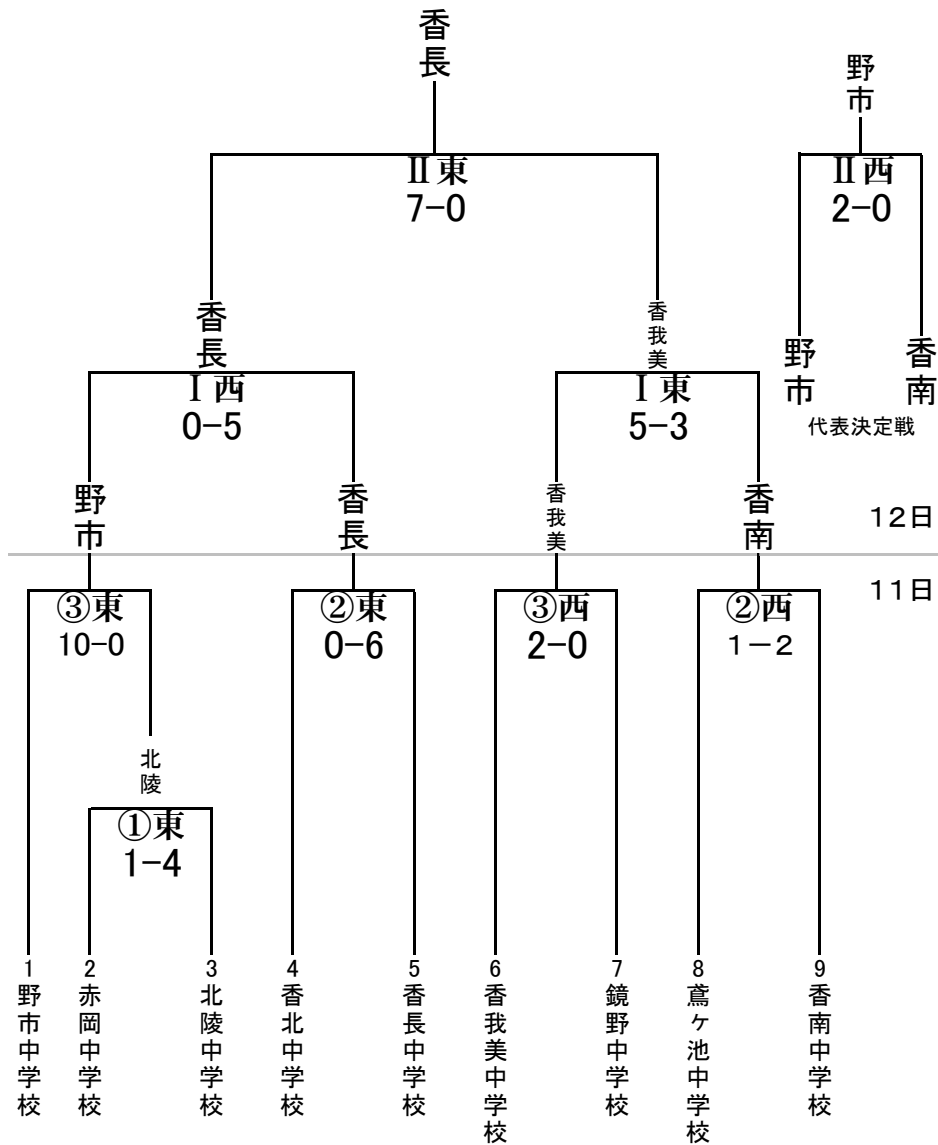 香長
野市
Ⅱ東
7-0
Ⅱ西
2-0
香長
香我美
野市
香南
Ⅰ西
0-5
Ⅰ東
5-3
代表決定戦
野市
香長
香我美
香南
12日
11日
③東
10-0
②東
0-6
③西
2-0
②西
1-2
北陵
①東
1-4
1 野市中学校
2 赤岡中学校
3 北陵中学校
4 香北中学校
5 香長中学校
6 香我美中学校
7 鏡野中学校
8 鳶ヶ池中学校
9 香南中学校